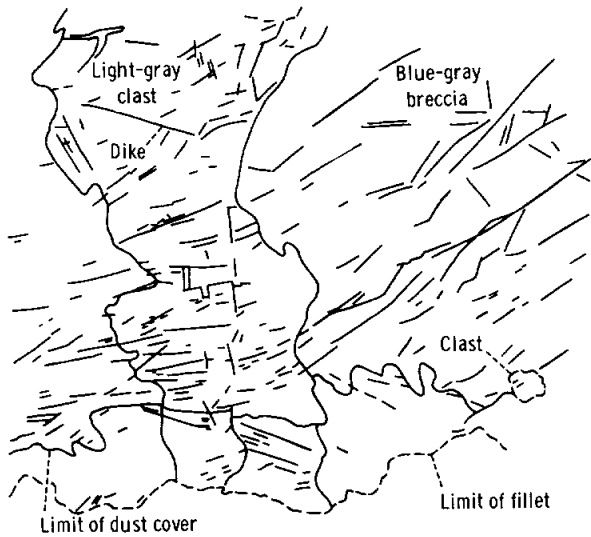 Light-gray
clast
Blue-gray
breccia
Dike
Clast
Limit of fillet
Limit of dust cover